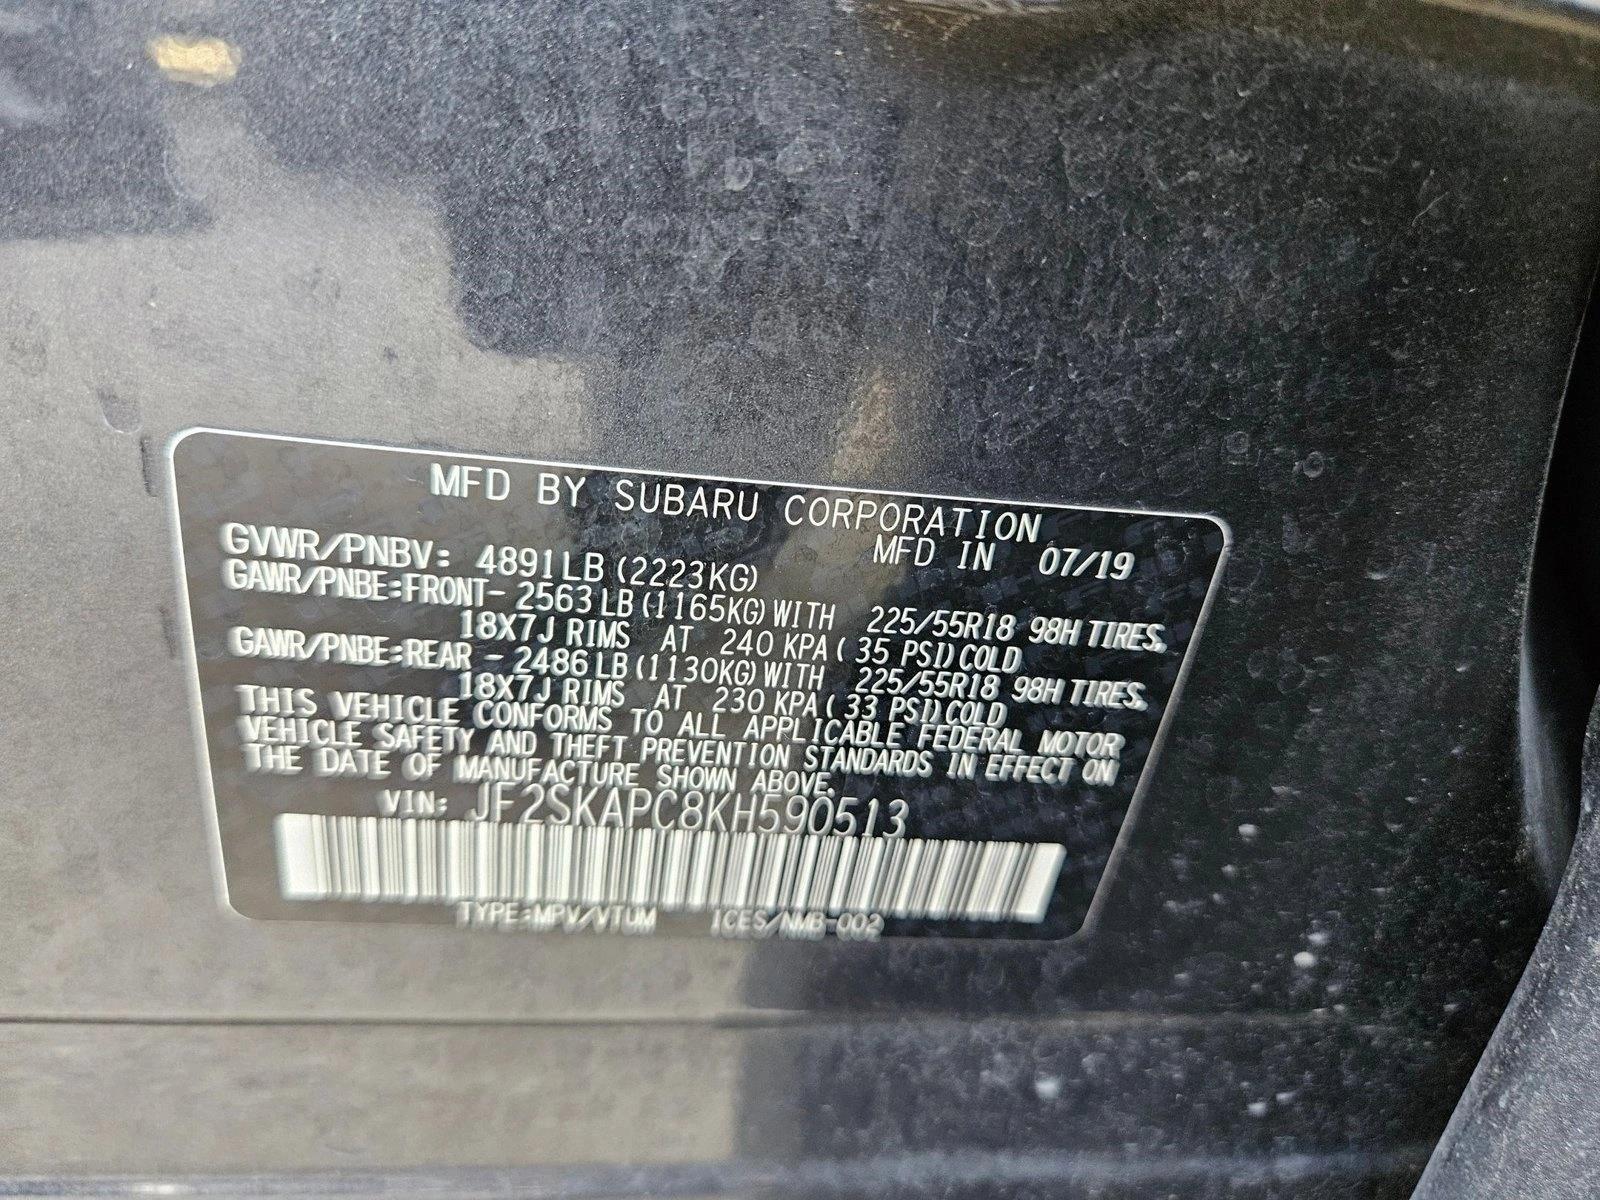 MFD BY SUBARU CORPORATION
MFD IN 07/19
GVWR/PNBV: 4891LB (2223KG)
GAWR/PNBE:FRONT- 2563LB(1165KG)WITH 225/55R18 98H TIRES,
18X7J RIMS AT 240 KPA( 35 PSI)COLD
GAWR/PNBE:REAR - 2486LB(1130KG)WITH 225/55R18 98H TIRES,
18X7J RIMS AT 230 KPA( 33 PSI)COLD
THIS VEHICLE CONFORMS TO ALL APPLICABLE FEDERAL MOTOR
VEHICLE SAFETY AND THEFT PREVENTION STANDARDS IN EFFECT ON
THE DATE OF MANUFACTURE SHOWN ABOVE.
VIN: JF2SKAPC8KH590513
TYPE:MPV/VTUM ICES/NMB-002